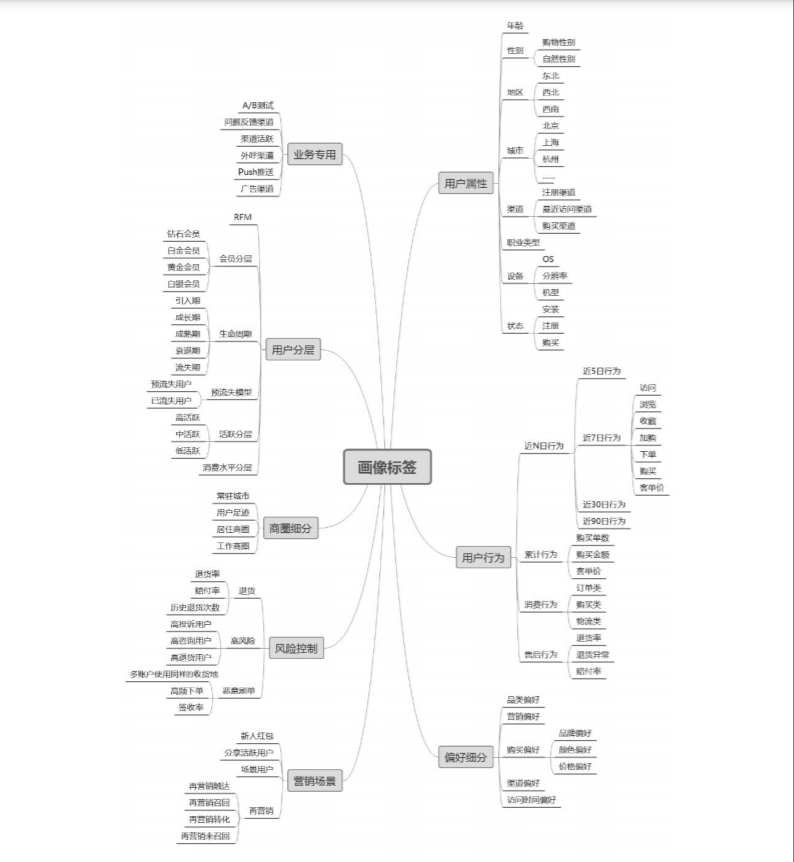 画像标签
业务专用
A/B测试
问题反馈渠道
渠道活跃
外呼渠道
Push推送
广告渠道
用户分层
RFM
会员分层
钻石会员
白金会员
黄金会员
白银会员
生命周期
引入期
成长期
成熟期
衰退期
流失期
预流失模型
预流失用户
已流失用户
活跃分层
高活跃
中活跃
低活跃
消费水平分层
商圈细分
常驻城市
用户足迹
居住商圈
工作商圈
风险控制
退货
退货率
赔付率
历史退货次数
高风险
高投诉用户
高咨询用户
高退货用户
恶意刷单
多账户使用同样的收货地
高频下单
签收率
营销场景
新人红包
分享活跃用户
场景用户
再营销
再营销触达
再营销召回
再营销转化
再营销未召回
用户属性
年龄
性别
购物性别
自然性别
地区
东北
西北
西南
城市
北京
上海
杭州
......
渠道
注册渠道
最近访问渠道
购买渠道
职业类型
设备
OS
分辨率
机型
状态
安装
注册
购买
用户行为
近N日行为
近5日行为
近7日行为
访问
浏览
收藏
加购
下单
购买
客单价
近30日行为
近90日行为
累计行为
购买单数
购买金额
客单价
消费行为
订单类
购买类
物流类
售后行为
退货率
退货异常
赔付率
偏好细分
品类偏好
营销偏好
购买偏好
品牌偏好
颜色偏好
价格偏好
渠道偏好
访问时间偏好